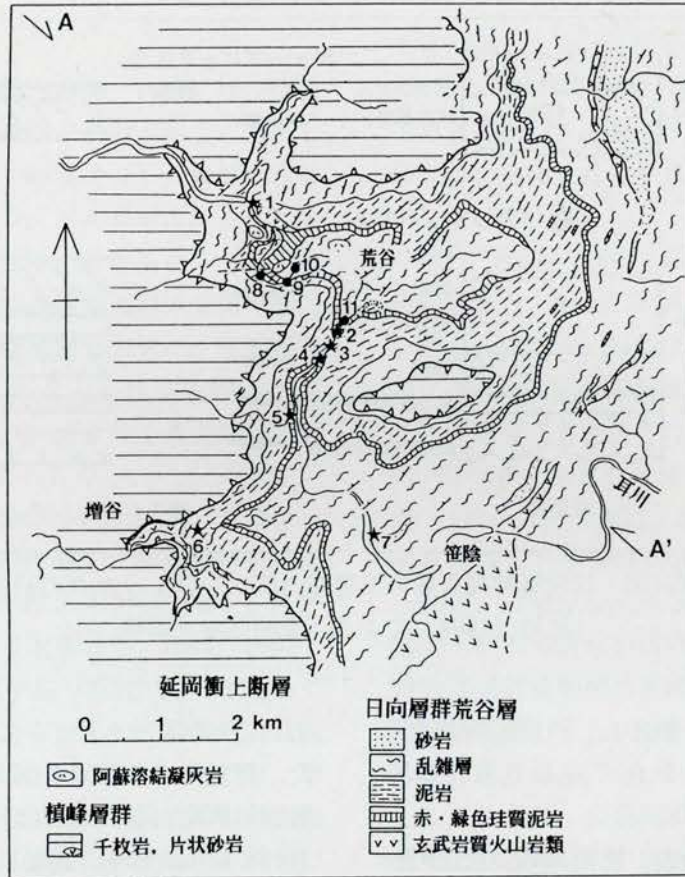 A
1
10
荒谷
8
9
11
2
3
4
5
増谷
6
7
笹陰
耳川
A'
延岡衝上断層
0 1 2 km
阿蘇溶結凝灰岩
槙峰層群
千枚岩,片状砂岩
日向層群荒谷層
砂岩
乱雑層
泥岩
赤・緑色珪質泥岩
玄武岩質火山岩類